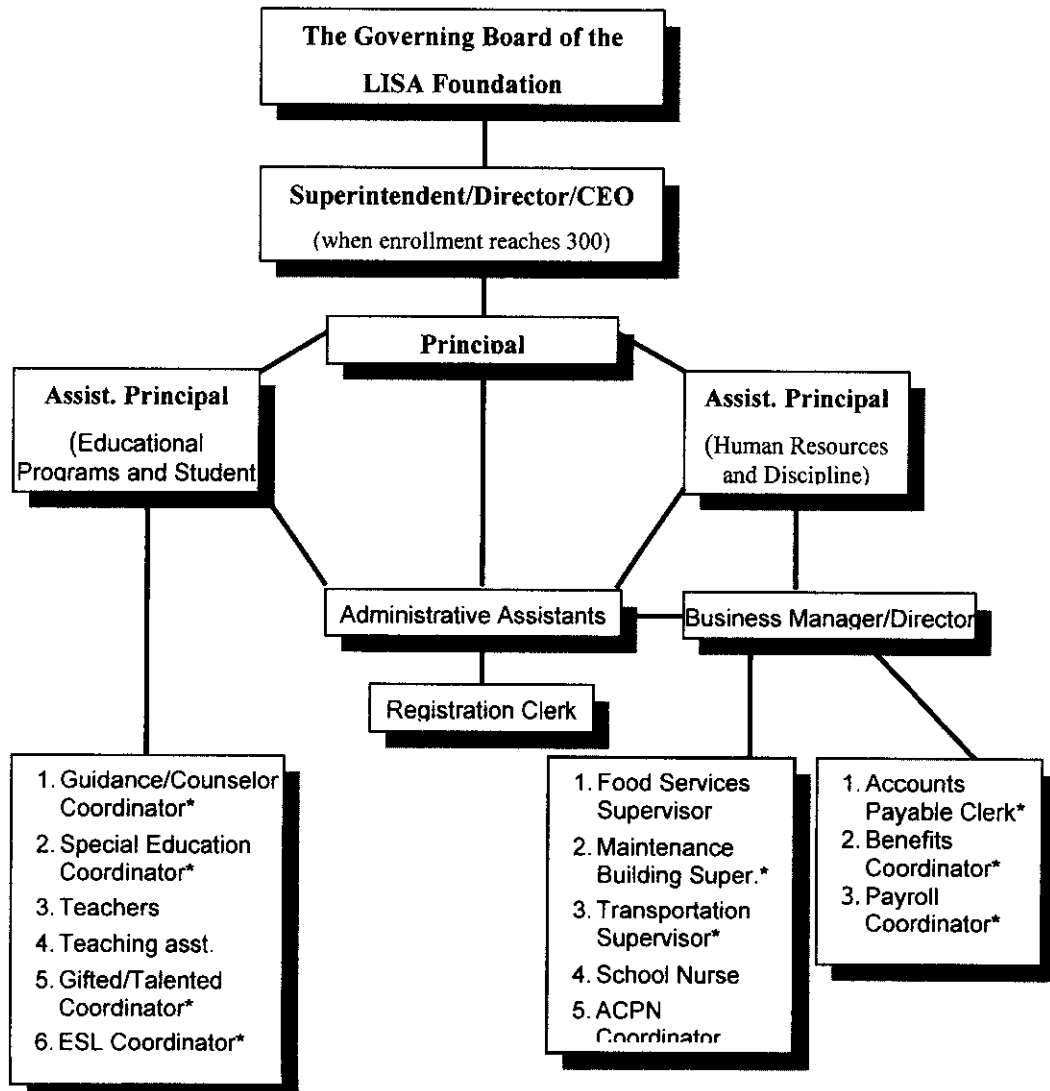 The Governing Board of the
LISA Foundation
Superintendent/Director/CEO
(when enrollment reaches 300)
Principal
Assist. Principal
(Educational
Programs and Student
Assist. Principal
(Human Resources
and Discipline)
Administrative Assistants
Business Manager/Director
Registration Clerk
1. Guidance/Counselor
Coordinator*
2. Special Education
Coordinator*
3. Teachers
4. Teaching asst.
5. Gifted/Talented
Coordinator*
6. ESL Coordinator*
1. Food Services
Supervisor
2. Maintenance
Building Super.*
3. Transportation
Supervisor*
4. School Nurse
5. ACPN
Coordinator
1. Accounts
Payable Clerk*
2. Benefits
Coordinator*
3. Payroll
Coordinator*